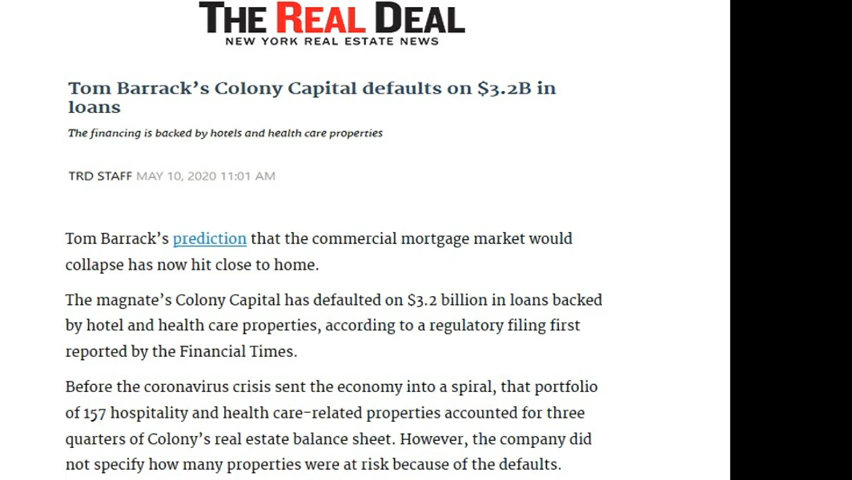 THE REAL DEAL
NEW YORK REAL ESTATE NEWS
Tom Barrack's Colony Capital defaults on $3.2B in
loans
The financing is backed by hotels and health care properties
TRD STAFF MAY 10, 2020 11:01 AM
Tom Barrack's prediction that the commercial mortgage market would
collapse has now hit close to home.
The magnate's Colony Capital has defaulted on $3.2 billion in loans backed
by hotel and health care properties, according to a regulatory filing first
reported by the Financial Times.
Before the coronavirus crisis sent the economy into a spiral, that portfolio
of 157 hospitality and health care-related properties accounted for three
quarters of Colony's real estate balance sheet. However, the company did
not specify how many properties were at risk because of the defaults.